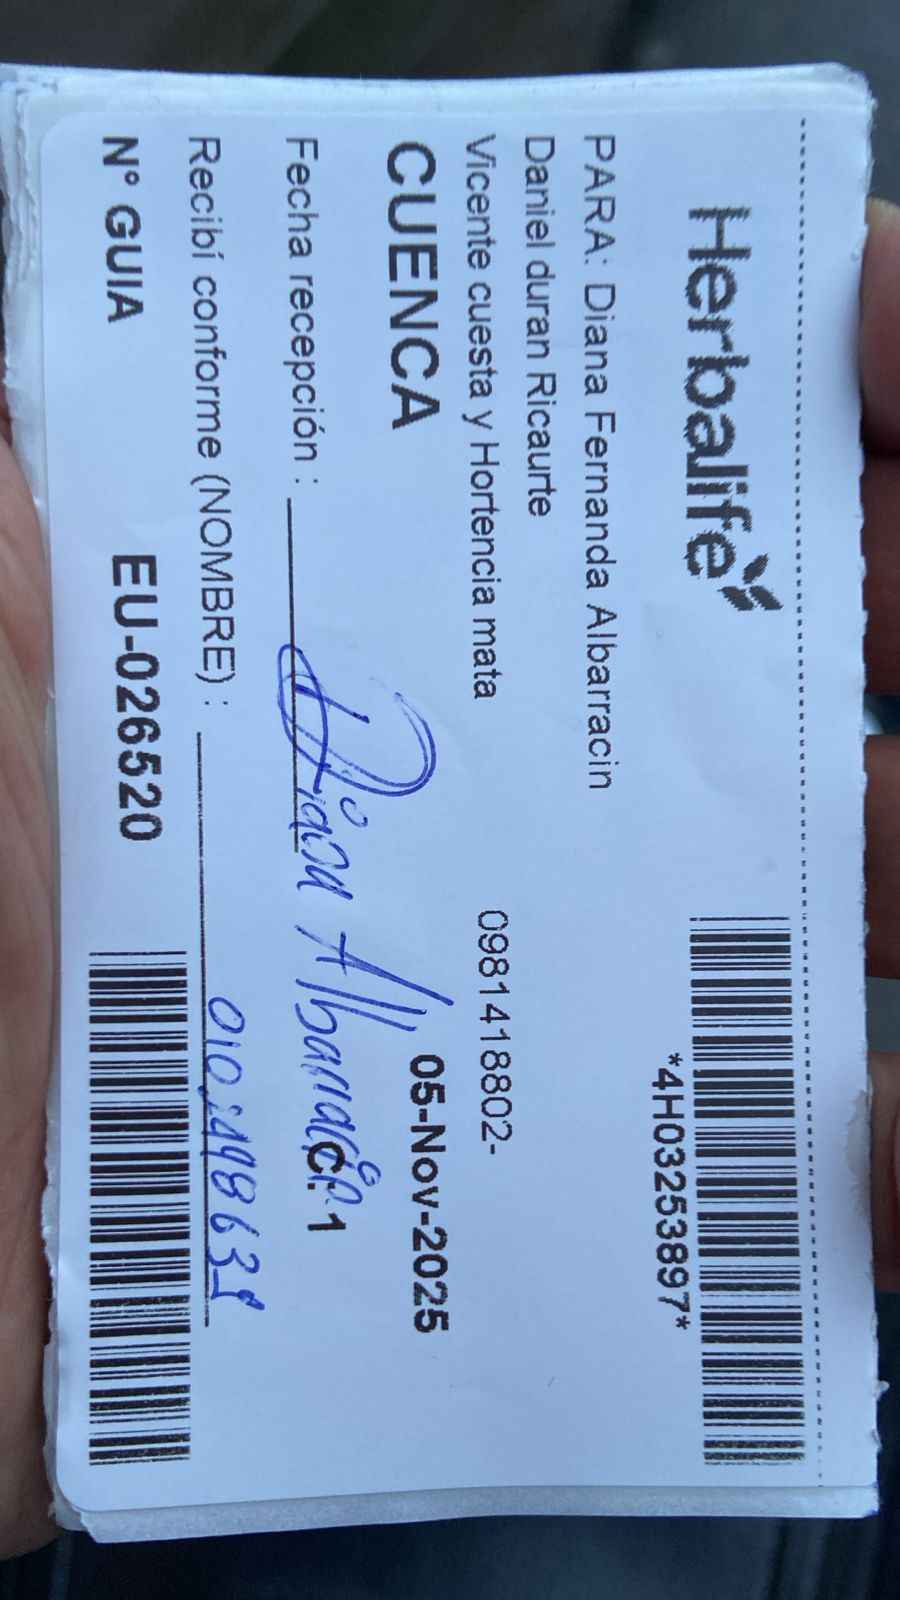 Herbalife
*4H03253897*
PARA: Diana Fernanda Albarracin
Daniel duran Ricaurte
Vicente cuesta y Hortencia mata 0981418802-
CUENCA 05-Nov-2025
Fecha recepción :
Diana Albarracín C. 1
Recibí conforme (NOMBRE) :
N° GUIA EU-026520